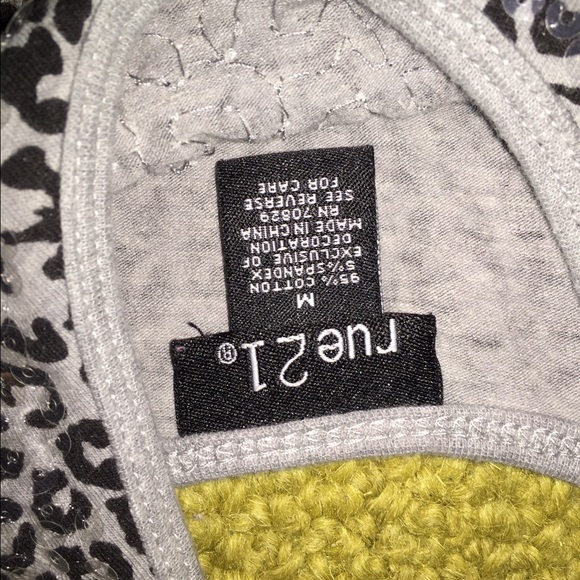 rue21®
M
95% COTTON
5% SPANDEX
EXCLUSIVE OF
DECORATION
MADE IN CHINA
RN 70829
SEE REVERSE
FOR CARE